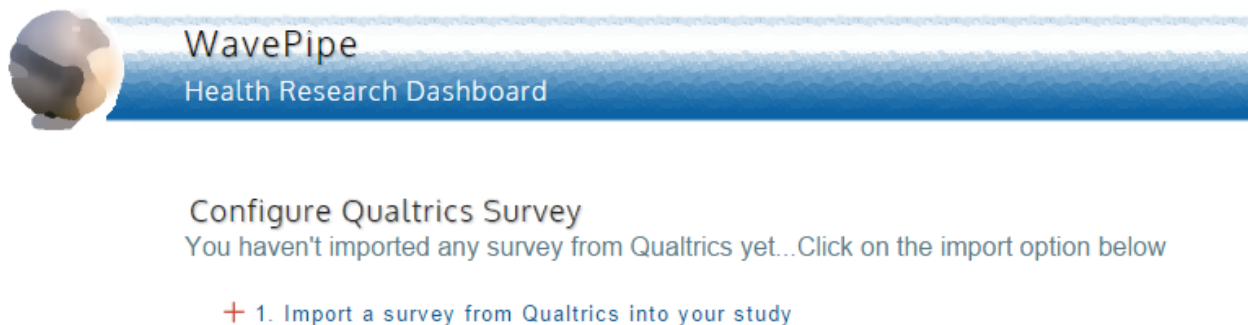 WavePipe
Health Research Dashboard
Configure Qualtrics Survey
You haven't imported any survey from Qualtrics yet...Click on the import option below
+ 1. Import a survey from Qualtrics into your study